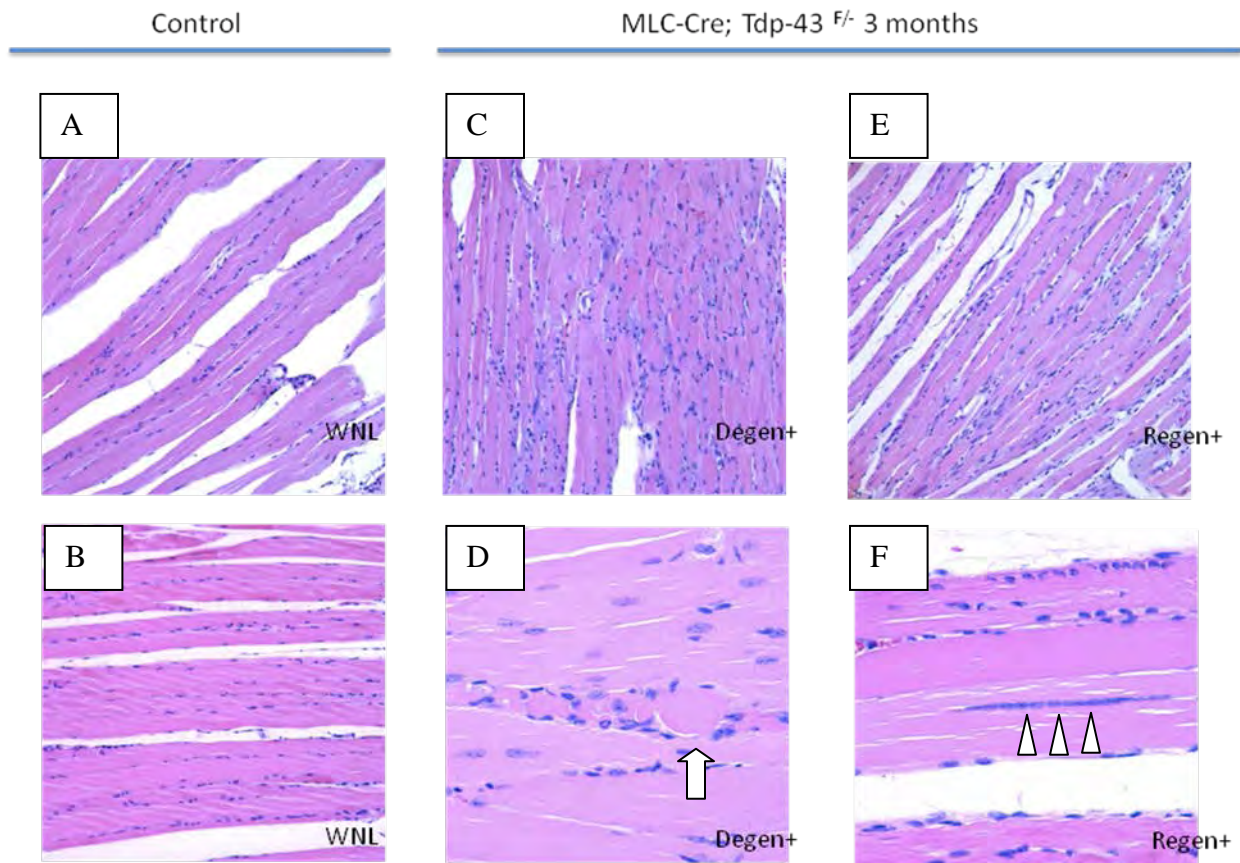 Control
MLC-Cre; Tdp-43 F/- 3 months
A
C
E
WNL
Degen+
Regen+
B
D
F
WNL
Degen+
Regen+